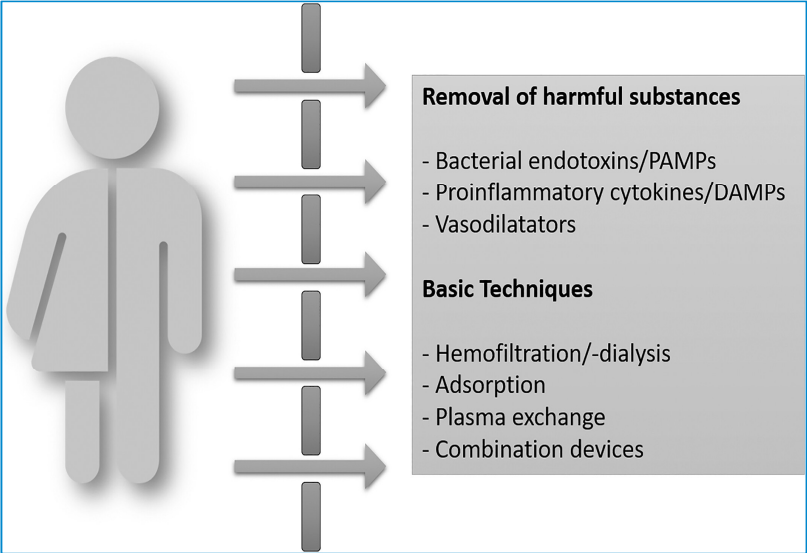 Removal of harmful substances
- Bacterial endotoxins/PAMPs
- Proinflammatory cytokines/DAMPs
- Vasodilatators
Basic Techniques
- Hemofiltration/-dialysis
- Adsorption
- Plasma exchange
- Combination devices